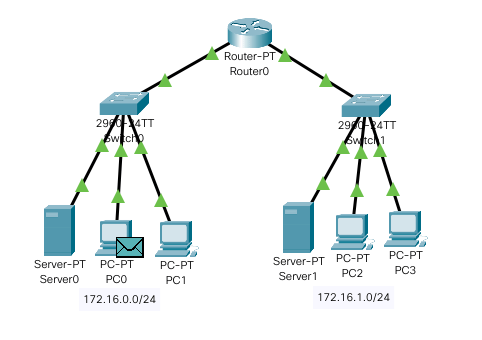 Router-PT
Router0
2960-24TT
Switch0
2960-24TT
Switch1
Server-PT
Server0
PC-PT
PC0
PC-PT
PC1
172.16.0.0/24
Server-PT
Server1
PC-PT
PC2
PC-PT
PC3
172.16.1.0/24